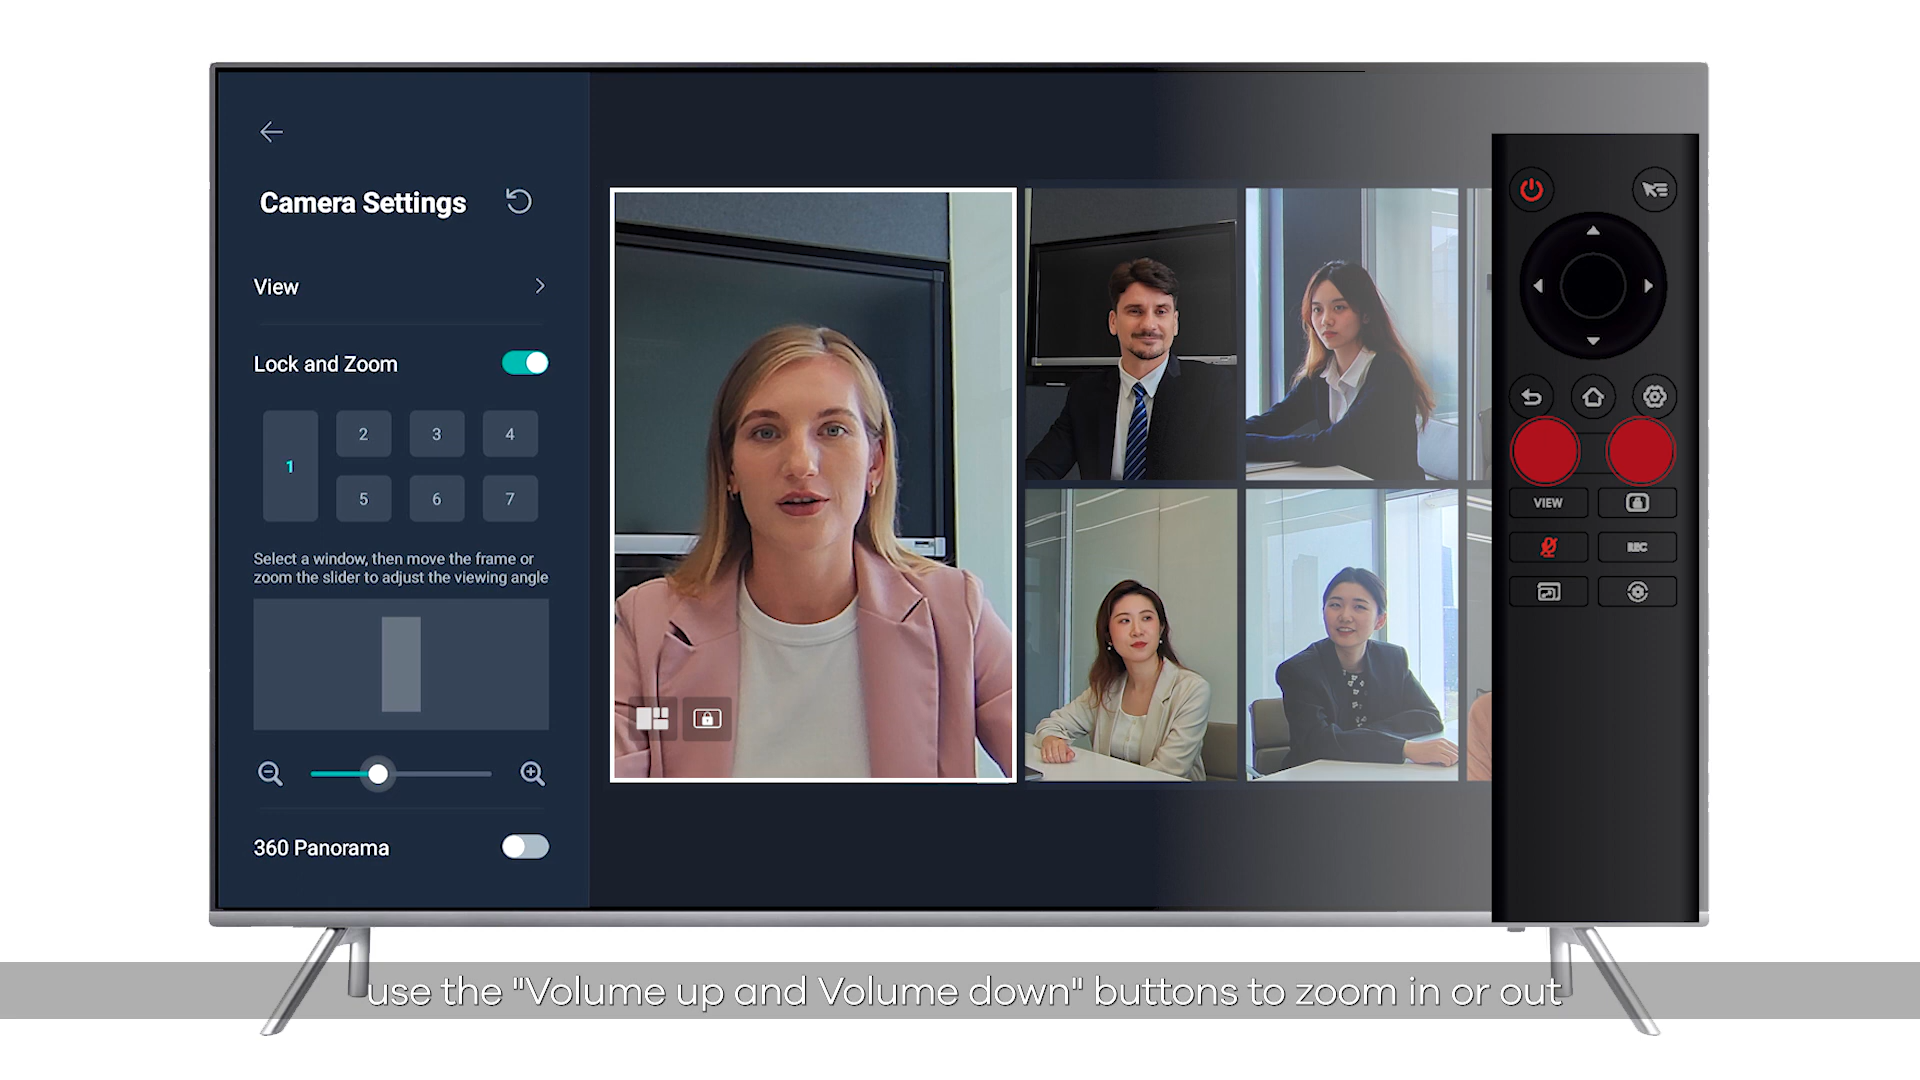 Camera Settings
View
Lock and Zoom
1
2
3
4
5
6
7
Select a window, then move the frame or
zoom the slider to adjust the viewing angle
360 Panorama
VIEW
REC
use the "Volume up and Volume down" buttons to zoom in or out